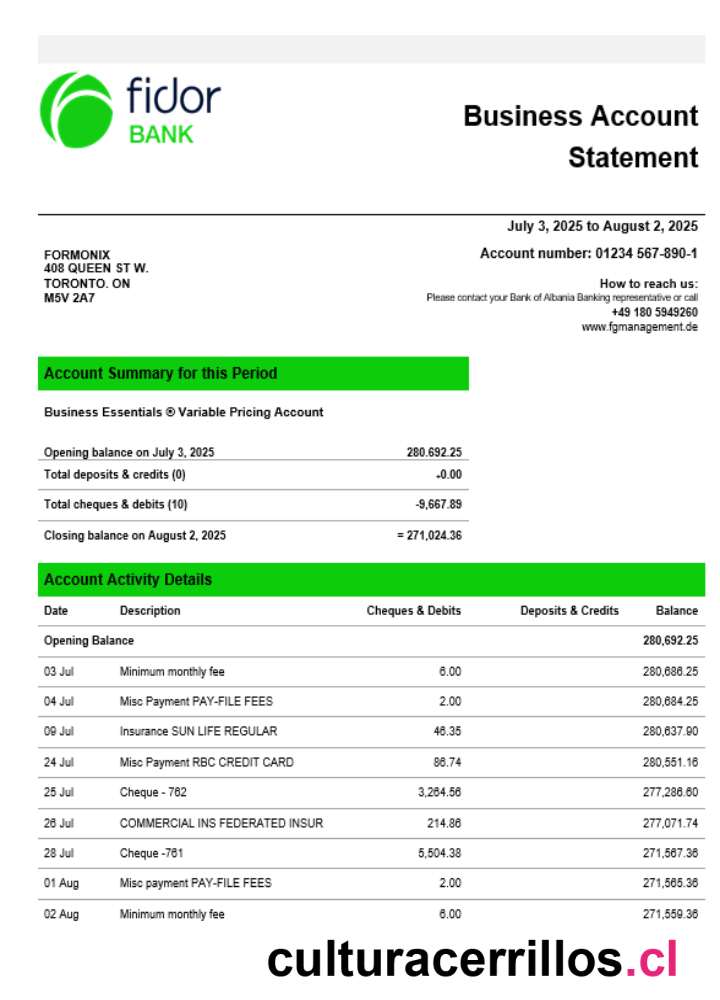 fidor
BANK
Business Account
Statement
July 3, 2025 to August 2, 2025
FORMONIX
408 QUEEN ST W.
TORONTO. ON
M5V 2A7
Account number: 01234 567-890-1
How to reach us:
Please contact your Bank of Albania Banking representative or call
+49 180 5949260
www.fgmanagement.de
Account Summary for this Period
Business Essentials ® Variable Pricing Account
Opening balance on July 3, 2025 280.692.25
Total deposits & credits (0) -0.00
Total cheques & debits (10) -9,667.89
Closing balance on August 2, 2025 = 271,024.36
Account Activity Details
Date Description Cheques & Debits Deposits & Credits Balance
Opening Balance 280,692.25
03 Jul Minimum monthly fee 6.00 280,686.25
04 Jul Misc Payment PAY-FILE FEES 2.00 280,684.25
09 Jul Insurance SUN LIFE REGULAR 46.35 280,637.90
24 Jul Misc Payment RBC CREDIT CARD 86.74 280,551.16
25 Jul Cheque - 762 3,264.56 277,286.60
26 Jul COMMERCIAL INS FEDERATED INSUR 214.86 277,071.74
28 Jul Cheque -761 5,504.38 271,567.36
01 Aug Misc payment PAY-FILE FEES 2.00 271,565.36
02 Aug Minimum monthly fee 6.00 271,559.36
culturacerrillos.cl